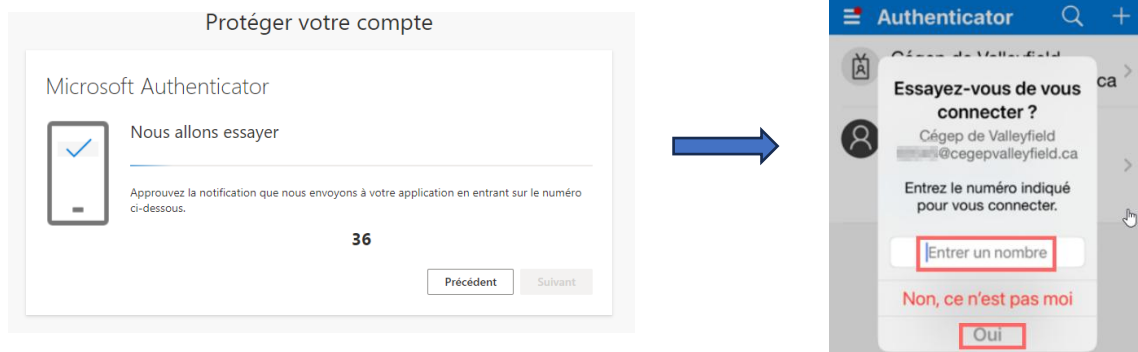 Protéger votre compte
Microsoft Authenticator
Nous allons essayer
Approuvez la notification que nous envoyons à votre application en entrant sur le numéro
ci-dessous.
36
Précédent
Suivant
Authenticator
Cégep de Valleyfield
ca
Essayez-vous de vous
connecter ?
Cégep de Valleyfield
@cegepvalleyfield.ca
Entrez le numéro indiqué
pour vous connecter.
Entrer un nombre
Non, ce n'est pas moi
Oui